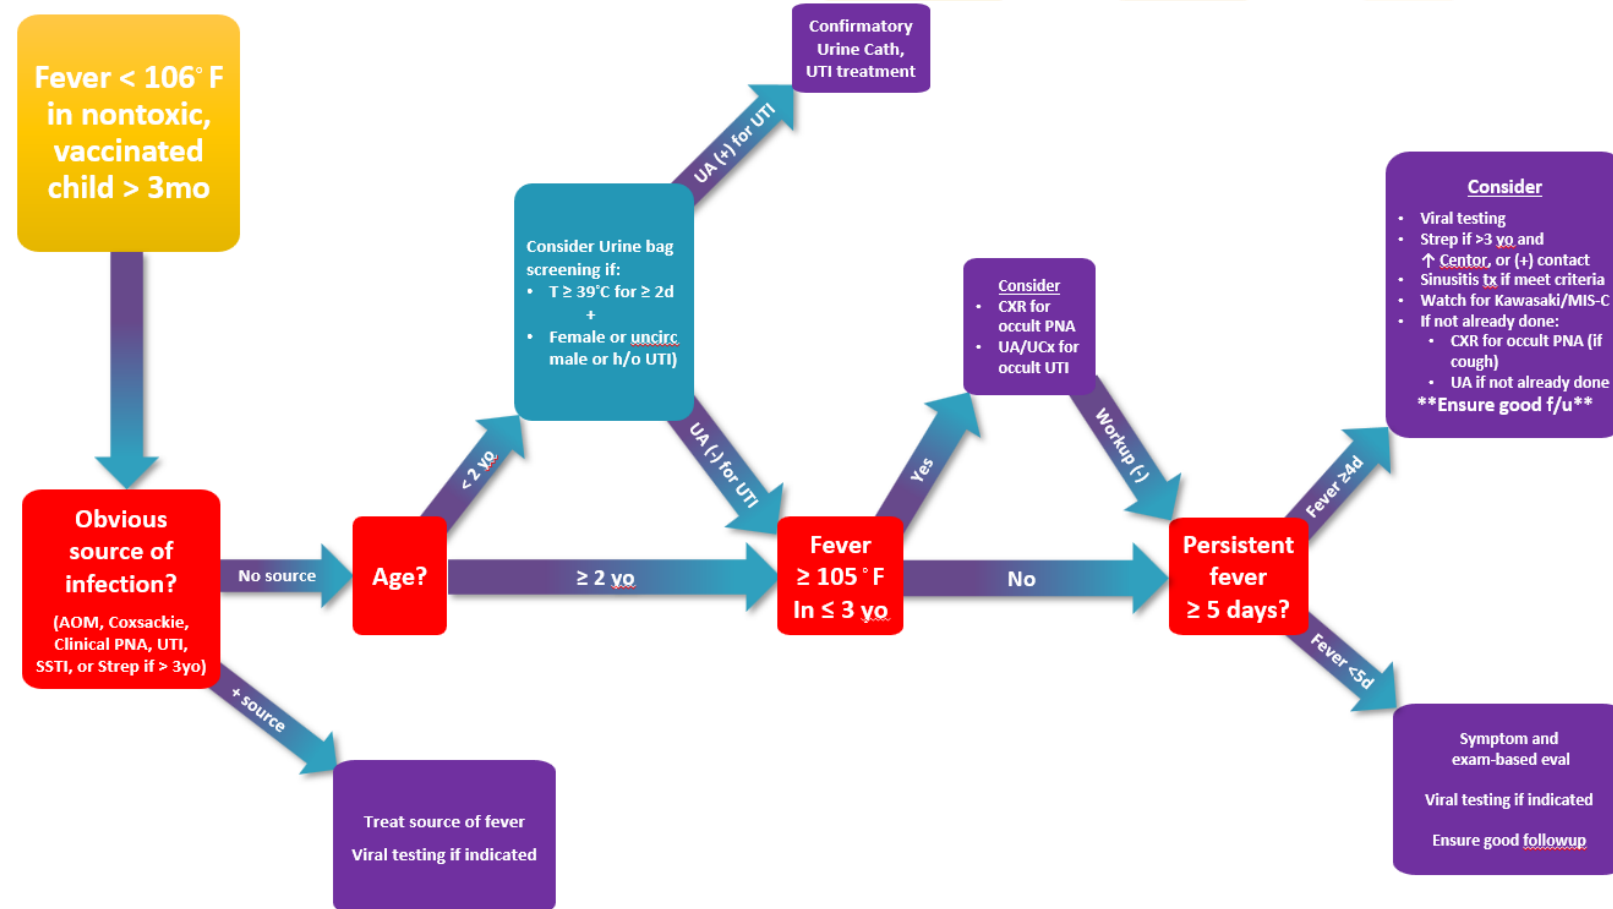 Fever < 106° F
in nontoxic,
vaccinated
child > 3mo
Obvious
source of
infection?
(AOM, Coxsackie,
Clinical PNA, UTI,
SSTI, or Strep if > 3yo)
No source
+ source
Treat source of fever
Viral testing if indicated
Age?
< 2 yo
≥ 2 yo
Consider Urine bag
screening if:
• T ≥ 39°C for ≥ 2d
+
• Female or uncirc
male or h/o UTI)
UA (+) for UTI
Confirmatory
Urine Cath,
UTI treatment
UA (-) for UTI
Fever
≥ 105 ° F
In ≤ 3 yo
Yes
No
Consider
• CXR for
occult PNA
• UA/UCx for
occult UTI
Workup (-)
Persistent
fever
≥ 5 days?
Fever ≥4d
Fever <5d
Consider
• Viral testing
• Strep if >3 yo and
↑ Centor, or (+) contact
• Sinusitis tx if meet criteria
• Watch for Kawasaki/MIS-C
• If not already done:
• CXR for occult PNA (if
cough)
• UA if not already done
**Ensure good f/u**
Symptom and
exam-based eval
Viral testing if indicated
Ensure good followup